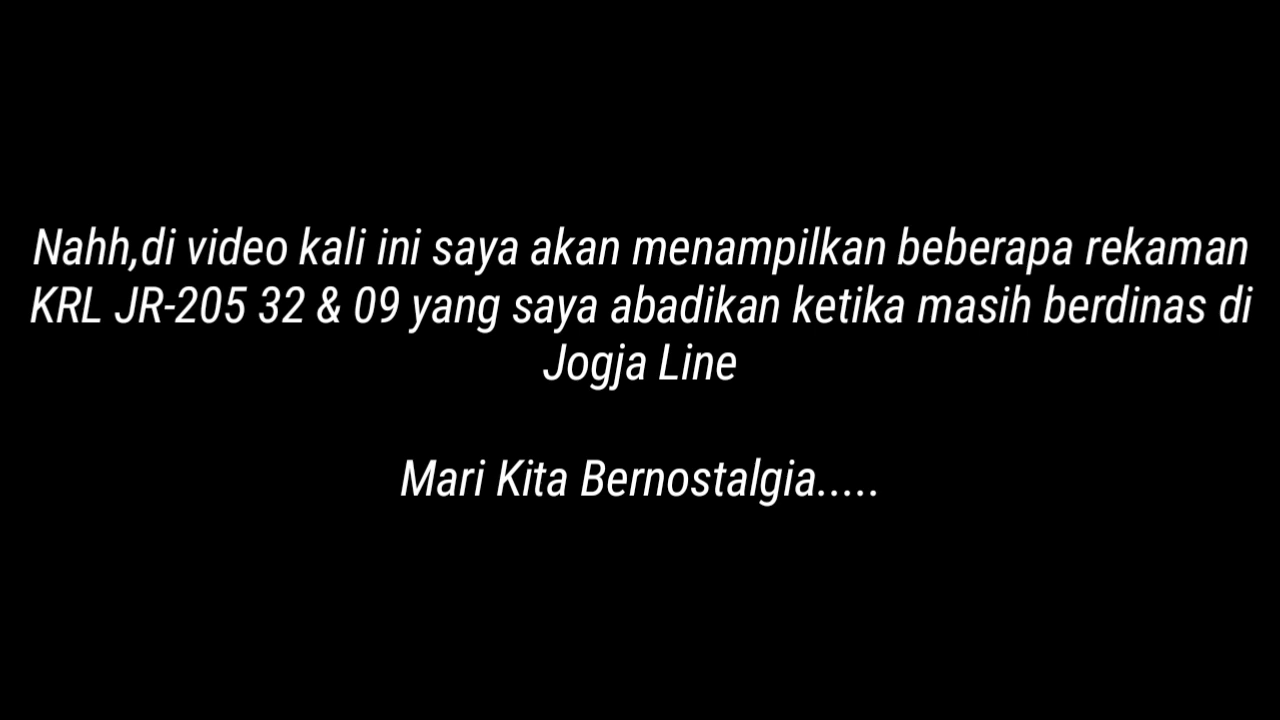 Nahh,di video kali ini saya akan menampilkan beberapa rekaman
KRL JR-205 32 & 09 yang saya abadikan ketika masih berdinas di
Jogja Line
Mari Kita Bernostalgia.....